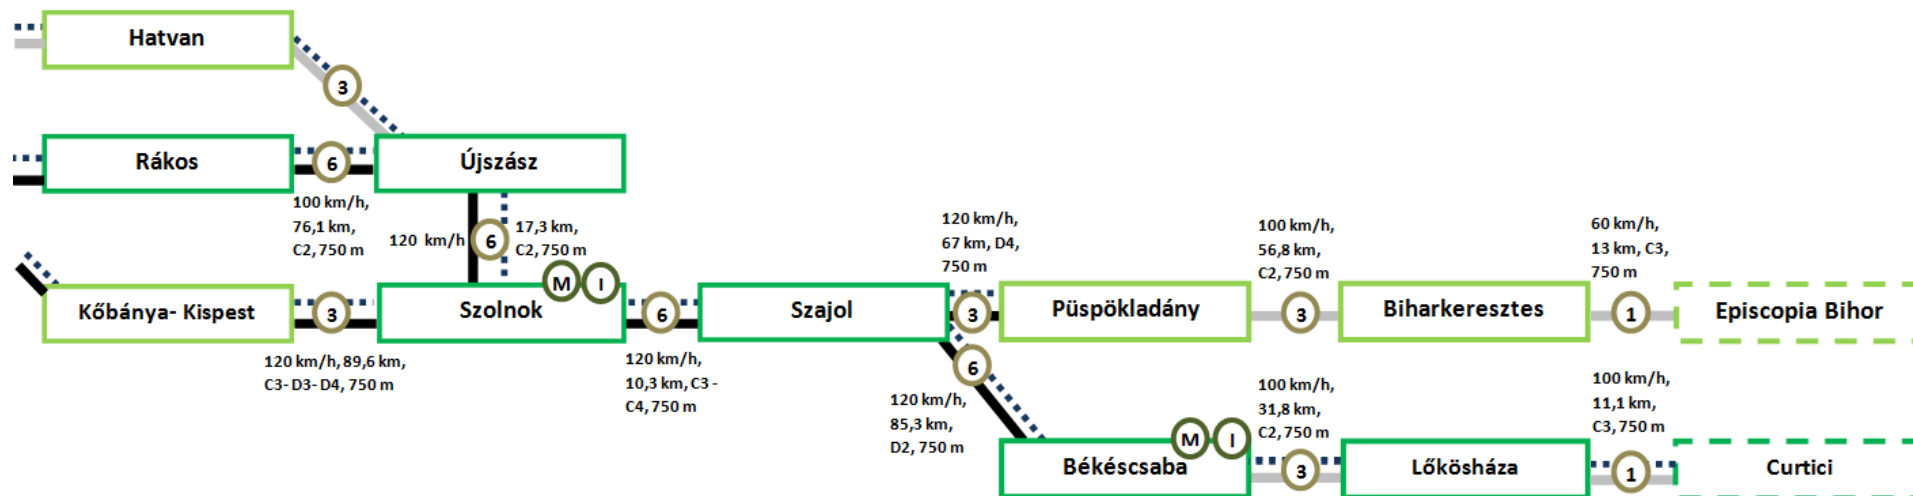 Hatvan
3
Rákos
6
Újszász
100 km/h,
76,1 km,
C2, 750 m
120 km/h
6
17,3 km,
C2, 750 m
Kőbánya- Kispest
3
Szolnok
M
I
6
Szajol
120 km/h,
67 km, D4,
750 m
3
Püspökladány
100 km/h,
56,8 km,
C2, 750 m
3
Biharkeresztes
60 km/h,
13 km, C3,
750 m
1
Episcopia Bihor
120 km/h, 89,6 km,
C3- D3- D4, 750 m
120 km/h,
10,3 km, C3 -
C4, 750 m
6
120 km/h,
85,3 km,
D2, 750 m
Békéscsaba
M
I
100 km/h,
31,8 km,
C2, 750 m
3
Lőkösháza
100 km/h,
11,1 km,
C3, 750 m
1
Curtici